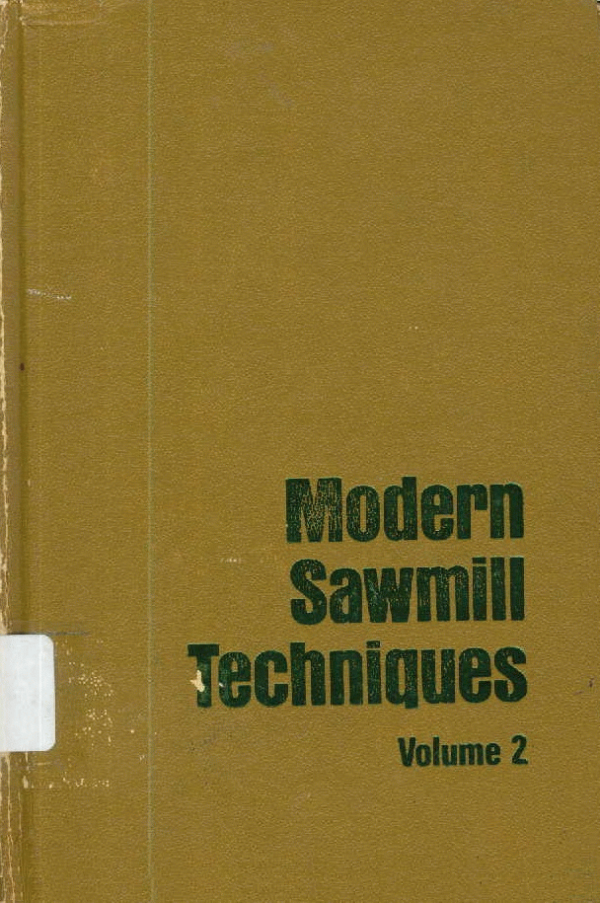 Modern
Sawmill
Techniques
Volume 2